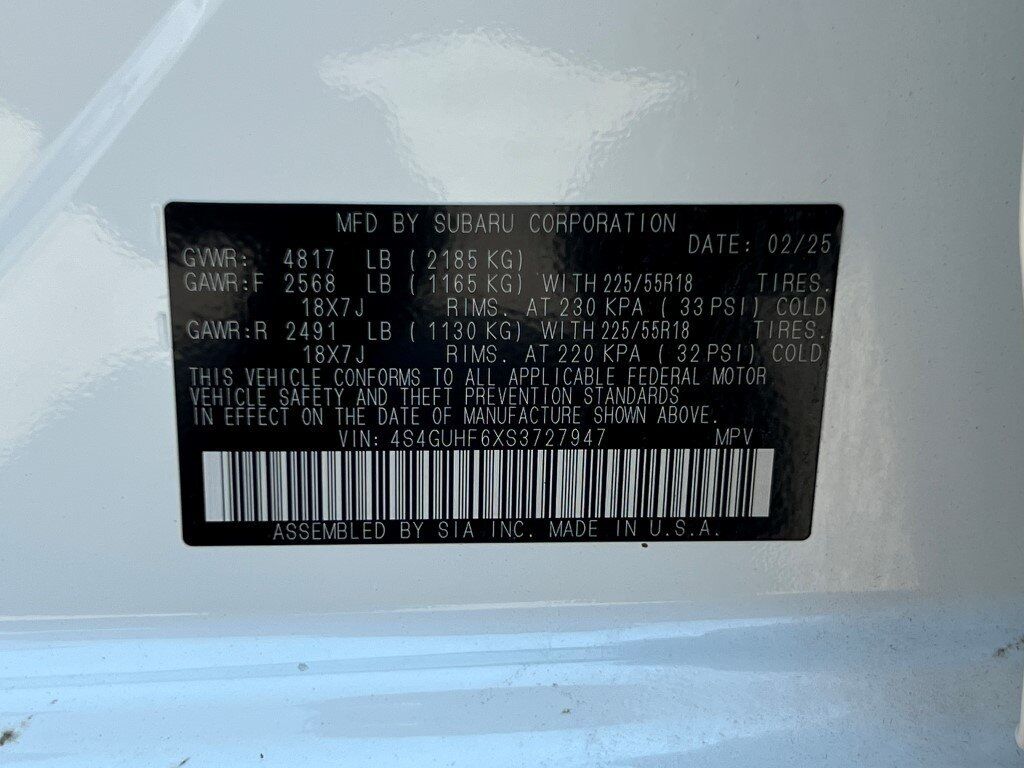 MFD BY SUBARU CORPORATION
DATE: 02/25
GVWR: 4817 LB (2185 KG)
GAWR:F 2568 LB (1165 KG) WITH 225/55R18 TIRES.
18X7J RIMS. AT 230 KPA (33 PSI) COLD
GAWR:R 2491 LB (1130 KG) WITH 225/55R18 TIRES.
18X7J RIMS. AT 220 KPA (32 PSI) COLD
THIS VEHICLE CONFORMS TO ALL APPLICABLE FEDERAL MOTOR
VEHICLE SAFETY AND THEFT PREVENTION STANDARDS
IN EFFECT ON THE DATE OF MANUFACTURE SHOWN ABOVE.
VIN: 4S4GUHF6XS3727947 MPV
ASSEMBLED BY SIA INC. MADE IN U.S.A.